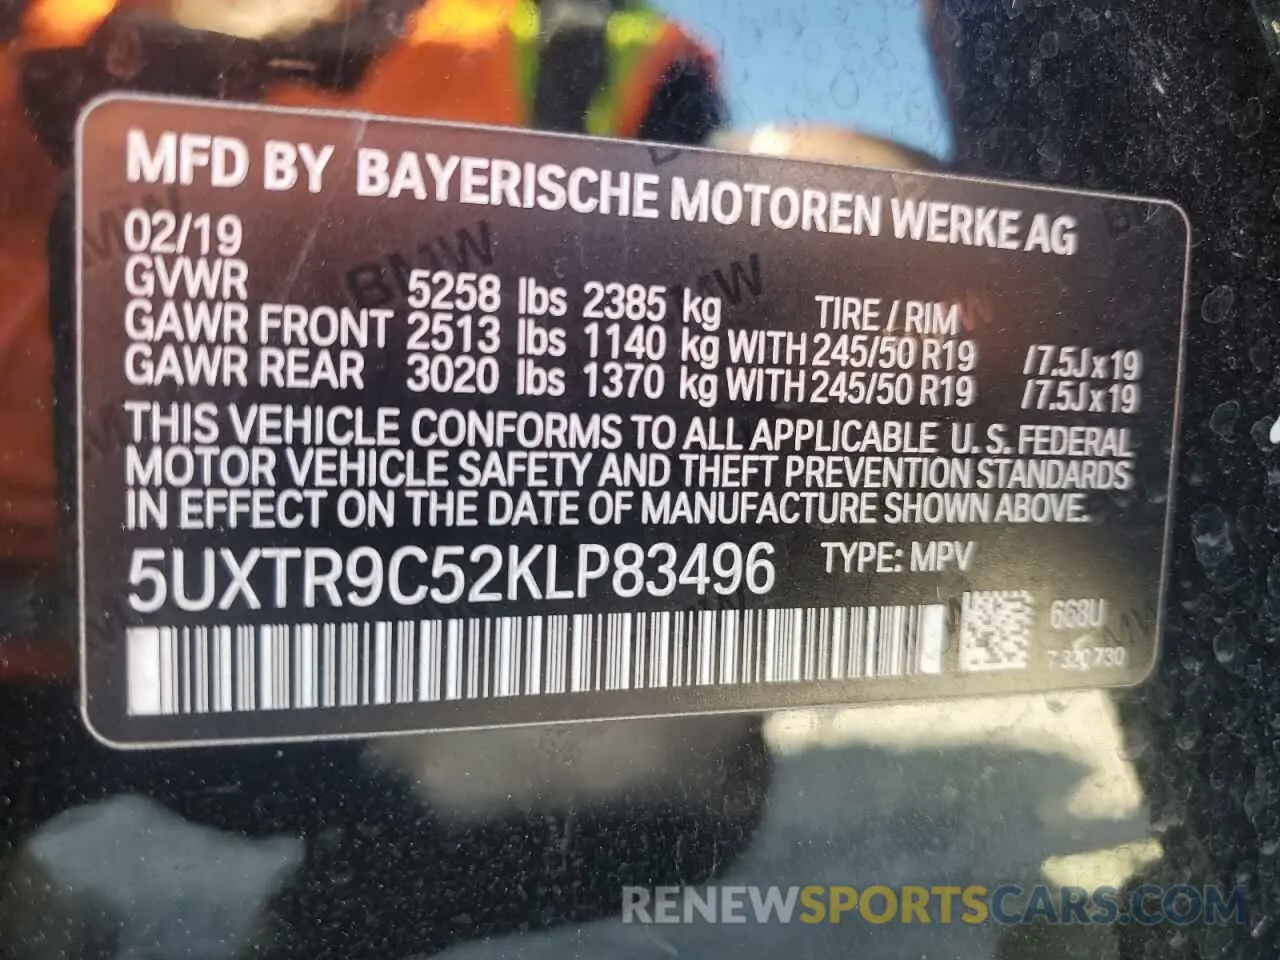 MFD BY BAYERISCHE MOTOREN WERKE AG
02/19
GVWR 5258 lbs 2385 kg TIRE / RIM
GAWR FRONT 2513 lbs 1140 kg WITH 245/50 R19 /7.5J x 19
GAWR REAR 3020 lbs 1370 kg WITH 245/50 R19 /7.5J x 19
THIS VEHICLE CONFORMS TO ALL APPLICABLE U. S. FEDERAL
MOTOR VEHICLE SAFETY AND THEFT PREVENTION STANDARDS
IN EFFECT ON THE DATE OF MANUFACTURE SHOWN ABOVE.
5UXTR9C52KLP83496 TYPE: MPV
668U
7 320 730
RENEWSPORTSCARS.COM